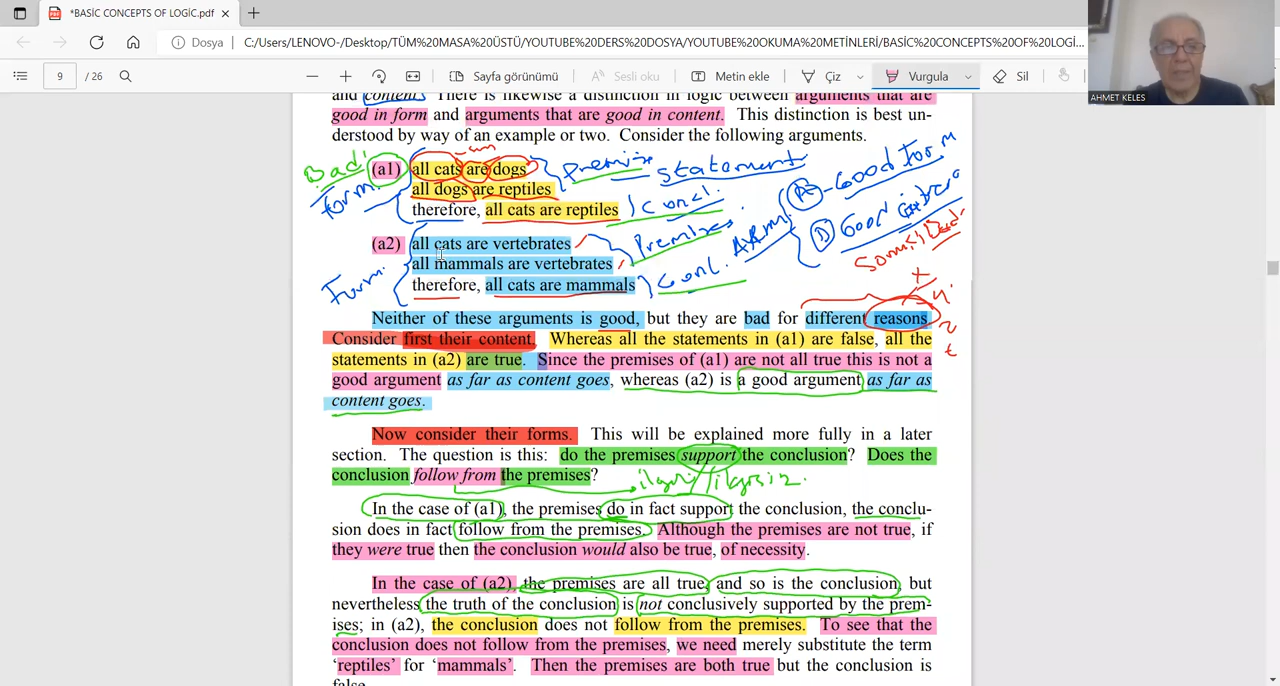 *BASİC CONCEPTS OF LOGİC.pdf
Dosya C:/Users/LENOVO-/Desktop/TÜM%20MASA%20ÜSTÜ/YOUTUBE%20DERS%20DOSYA/YOUTUBE%20OKUMA%20METİNLERİ/BASİC%20CONCEPTS%20OF%20LOGİ...
9 / 26 Sayfa görünümü Sesli oku Metin ekle Çiz Vurgula Sil
AHMET KELES
and content. There is likewise a distinction in logic between arguments that are
good in form and arguments that are good in content. This distinction is best un-
derstood by way of an example or two. Consider the following arguments.
Bad (a1) all cats are dogs Premise statement Good Form
Form all dogs are reptiles
therefore, all cats are reptiles Concl.
(a2) all cats are vertebrates Premise Good
Form all mammals are vertebrates
therefore, all cats are mammals Conl.
Neither of these arguments is good, but they are bad for different reasons
Consider first their content. Whereas all the statements in (a1) are false, all the
statements in (a2) are true. Since the premises of (a1) are not all true this is not a
good argument as far as content goes, whereas (a2) is a good argument as far as
content goes.
Now consider their forms. This will be explained more fully in a later
section. The question is this: do the premises support the conclusion? Does the
conclusion follow from the premises?
In the case of (a1), the premises do in fact support the conclusion, the conclu-
sion does in fact follow from the premises. Although the premises are not true, if
they were true then the conclusion would also be true, of necessity.
In the case of (a2), the premises are all true, and so is the conclusion, but
nevertheless the truth of the conclusion is not conclusively supported by the prem-
ises; in (a2), the conclusion does not follow from the premises. To see that the
conclusion does not follow from the premises, we need merely substitute the term
'reptiles' for 'mammals'. Then the premises are both true but the conclusion is
false.